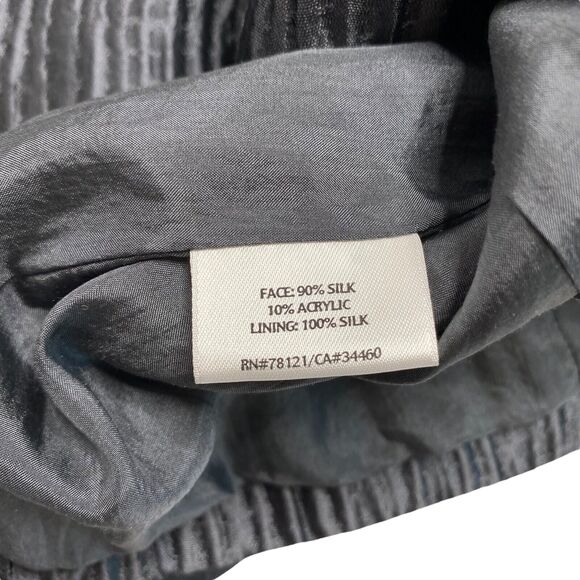 FACE: 90% SILK
10% ACRYLIC
LINING: 100% SILK
RN#78121/CA#34460